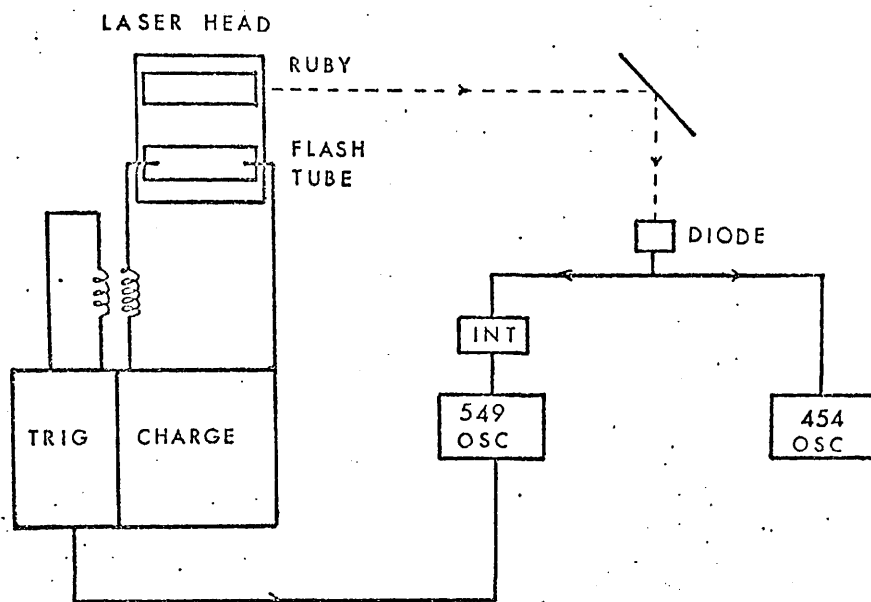 LASER HEAD
RUBY
FLASH
TUBE
DIODE
INT
549
OSC
454
OSC
TRIG
CHARGE